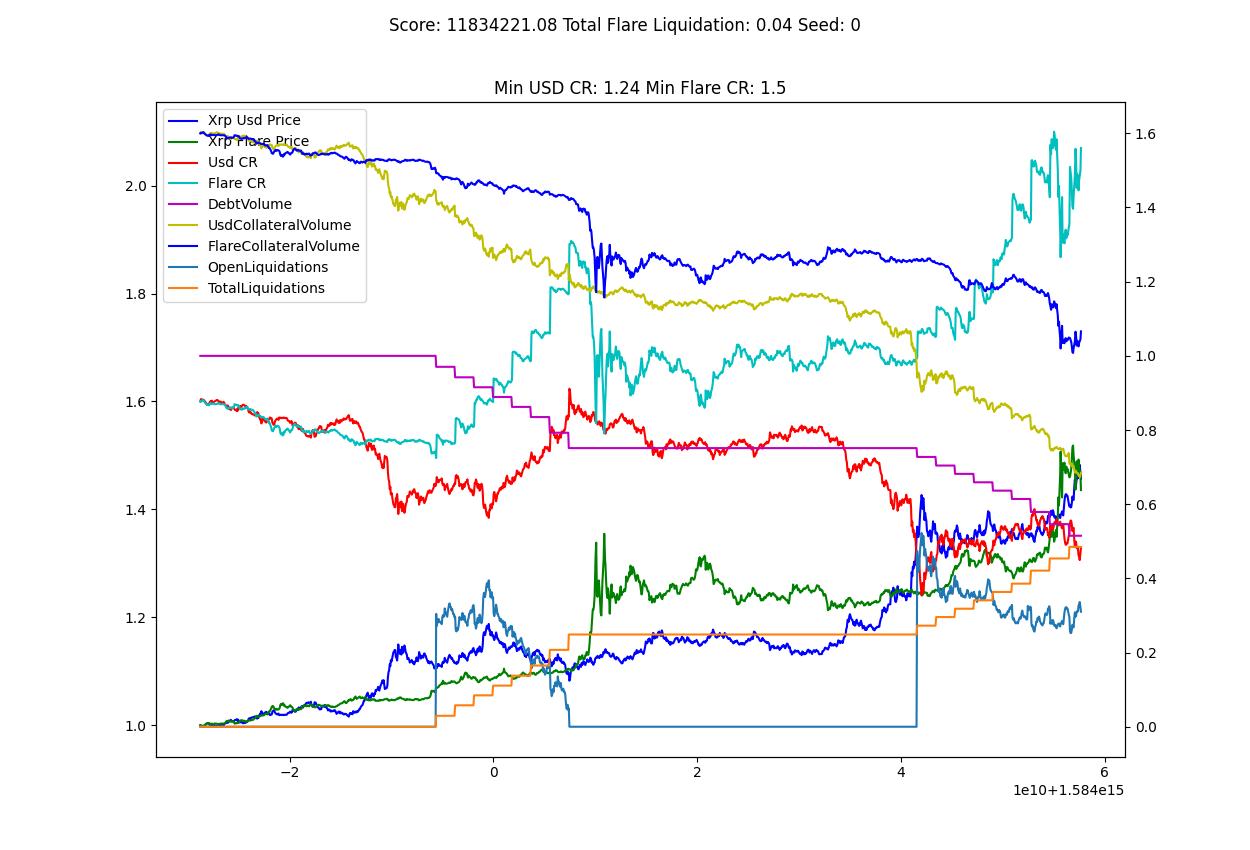 Score: 11834221.08 Total Flare Liquidation: 0.04 Seed: 0
Min USD CR: 1.24 Min Flare CR: 1.5
Xrp Usd Price
Xrp Flare Price
Usd CR
Flare CR
DebtVolume
UsdCollateralVolume
FlareCollateralVolume
OpenLiquidations
TotalLiquidations
2.0
1.8
1.6
1.4
1.2
1.0
1.6
1.4
1.2
1.0
0.8
0.6
0.4
0.2
0.0
−2 0 2 4 6
1e10+1.584e15